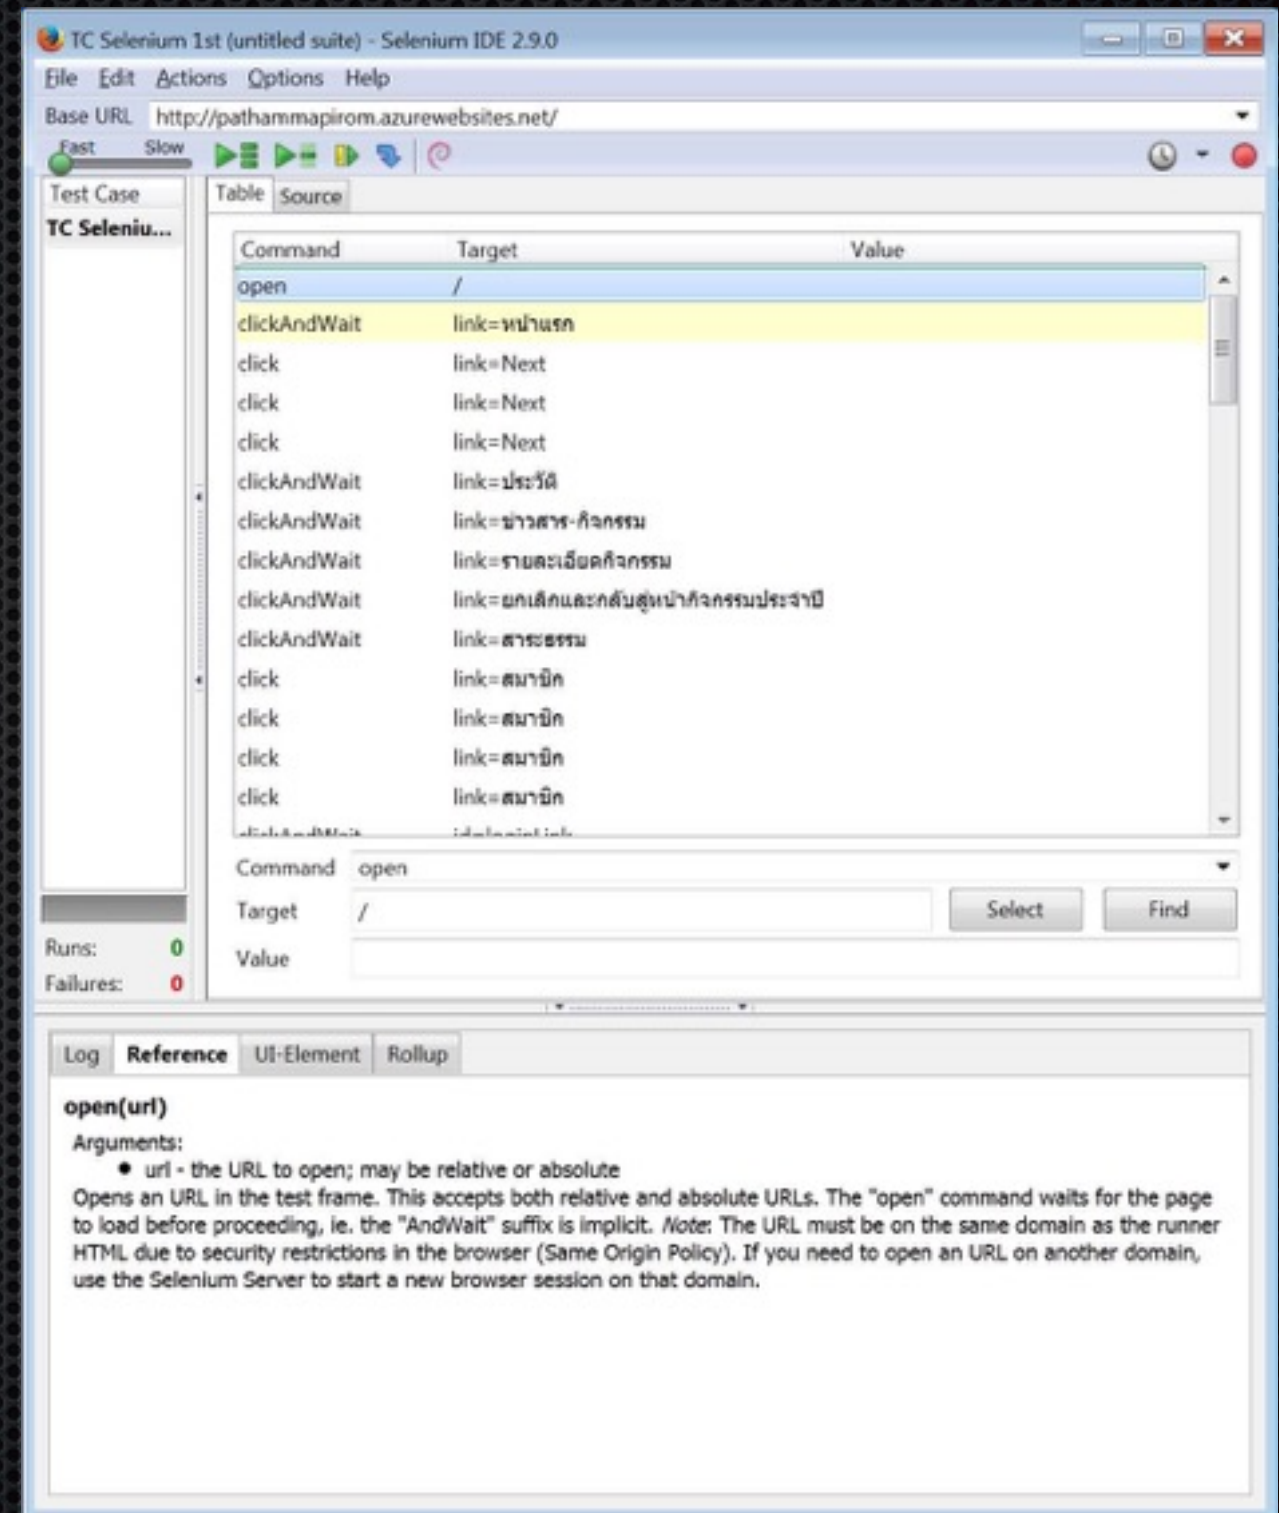 TC Selenium 1st (untitled suite) - Selenium IDE 2.9.0
File Edit Actions Options Help
Base URL http://pathammapirom.azurewebsites.net/
Fast Slow
Test Case
TC Seleniu...
Table Source
Command Target Value
open /
clickAndWait link=หน้าแรก
click link=Next
click link=Next
click link=Next
clickAndWait link=ประวัติ
clickAndWait link=ข่าวสาร-กิจกรรม
clickAndWait link=รายละเอียดกิจกรรม
clickAndWait link=ยกเลิกและกลับสู่หน้ากิจกรรมประจำปี
clickAndWait link=สาระธรรม
click link=สมาชิก
click link=สมาชิก
click link=สมาชิก
click link=สมาชิก
clickAndWait id=loginLink
Command open
Target / Select Find
Value
Runs: 0
Failures: 0
Log Reference UI-Element Rollup
open(url)
Arguments:
● url - the URL to open; may be relative or absolute
Opens an URL in the test frame. This accepts both relative and absolute URLs. The "open" command waits for the page
to load before proceeding, ie. the "AndWait" suffix is implicit. Note: The URL must be on the same domain as the runner
HTML due to security restrictions in the browser (Same Origin Policy). If you need to open an URL on another domain,
use the Selenium Server to start a new browser session on that domain.